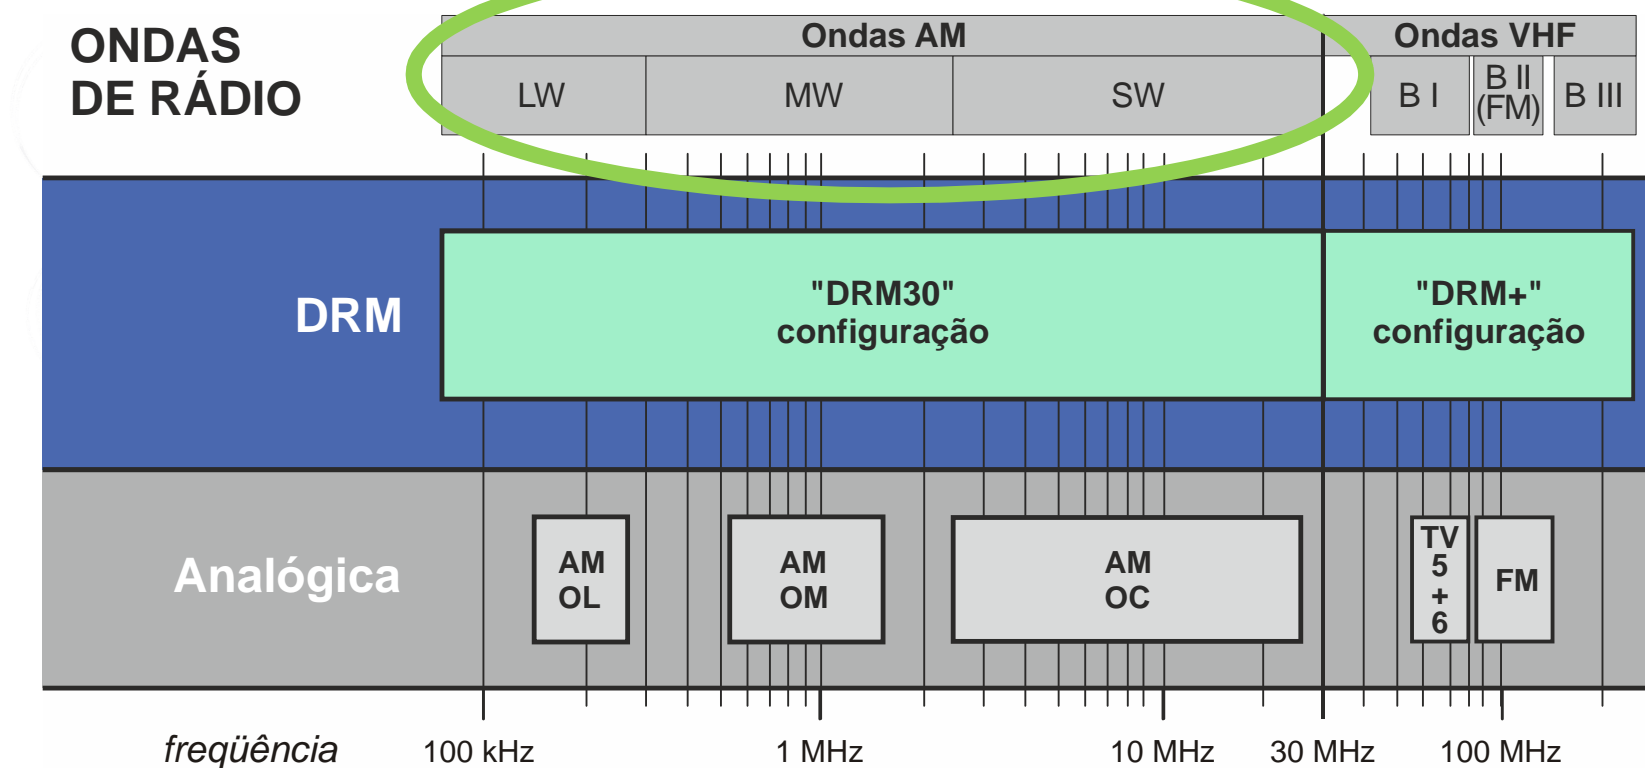 ONDAS
DE RÁDIO
Ondas AM
Ondas VHF
LW
MW
SW
B I
B II
(FM)
B III
DRM
"DRM30"
configuração
"DRM+"
configuração
Analógica
AM
OL
AM
OM
AM
OC
TV
5
+
6
FM
freqüência
100 kHz
1 MHz
10 MHz
30 MHz
100 MHz